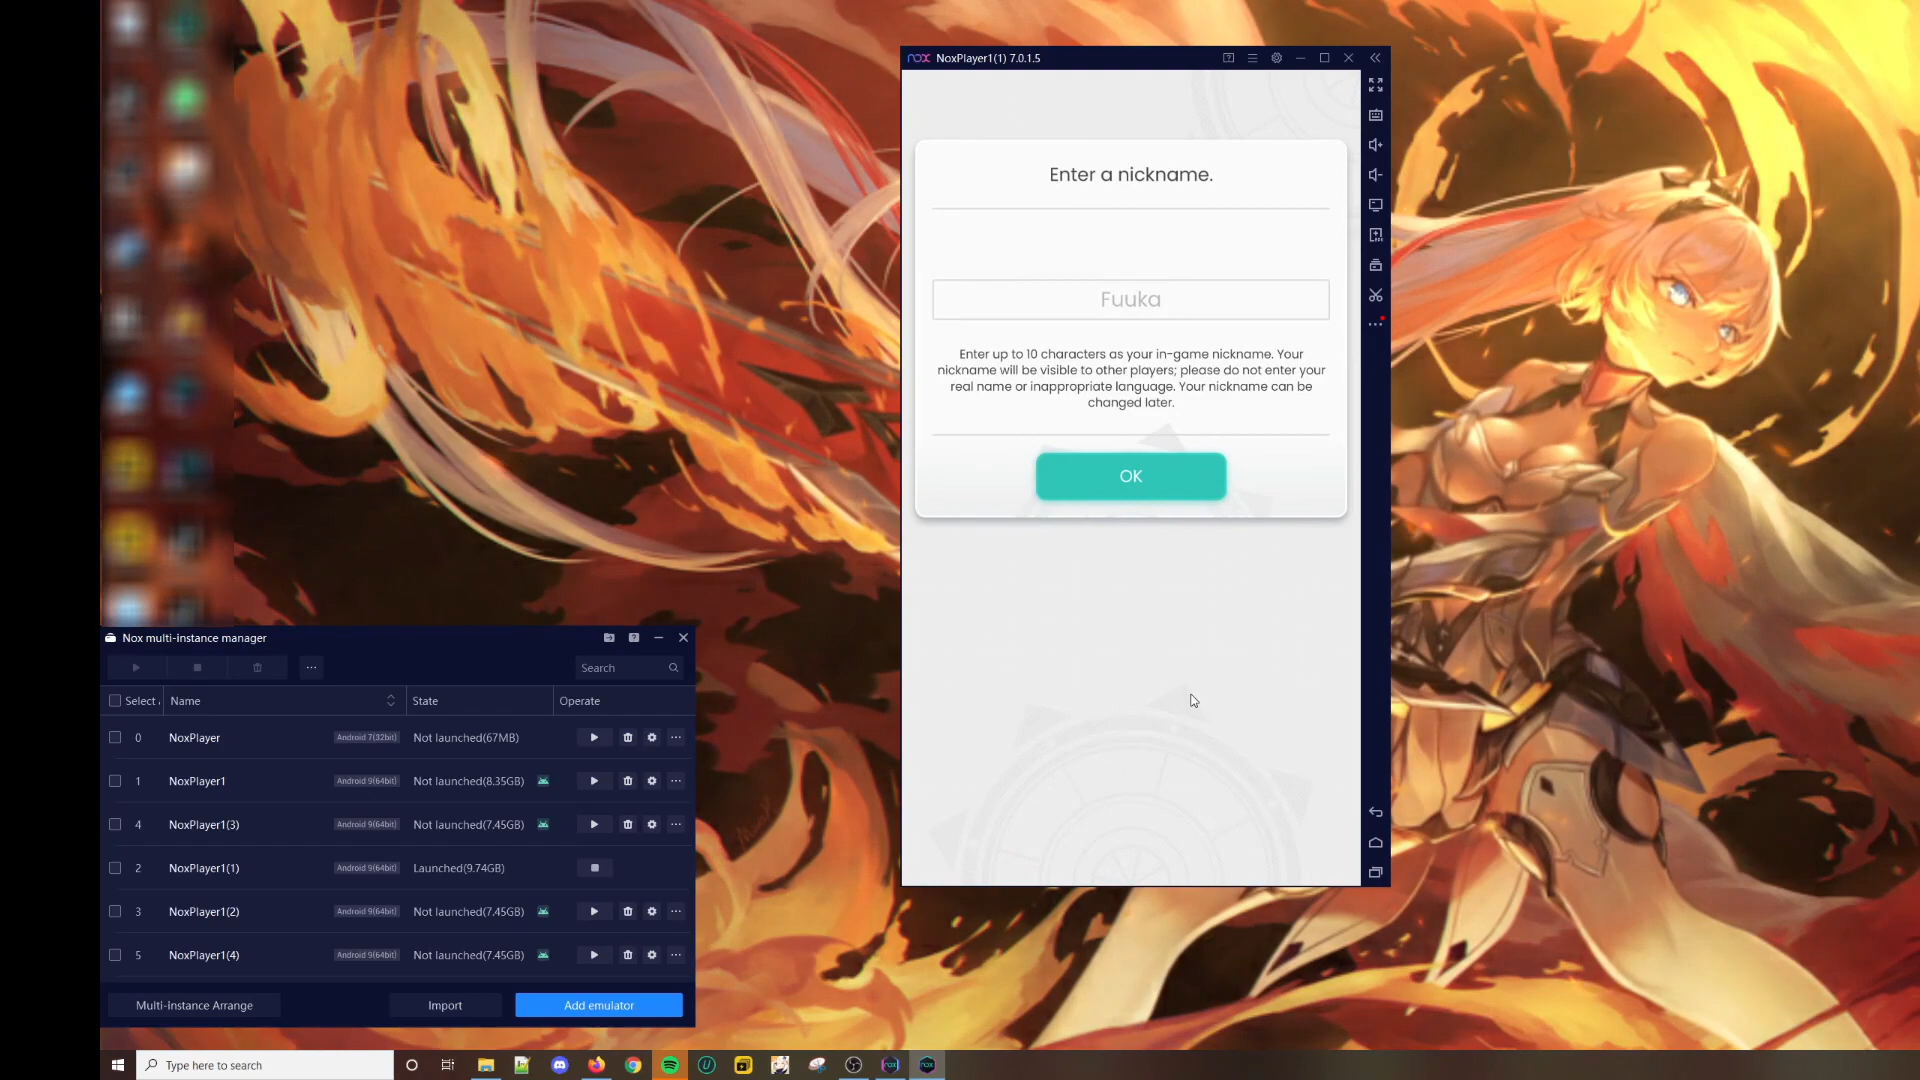 nox NoxPlayer1(1) 7.0.1.5
Enter a nickname.
Fuuka
Enter up to 10 characters as your in-game nickname. Your
nickname will be visible to other players; please do not enter your
real name or inappropriate language. Your nickname can be
changed later.
OK
Nox multi-instance manager
Search
Select Name State Operate
0 NoxPlayer Android 7(32bit) Not launched(67MB)
1 NoxPlayer1 Android 9(64bit) Not launched(8.35GB)
4 NoxPlayer1(3) Android 9(64bit) Not launched(7.45GB)
2 NoxPlayer1(1) Android 9(64bit) Launched(9.74GB)
3 NoxPlayer1(2) Android 9(64bit) Not launched(7.45GB)
5 NoxPlayer1(4) Android 9(64bit) Not launched(7.45GB)
Multi-instance Arrange Import Add emulator
Type here to search
nox nox